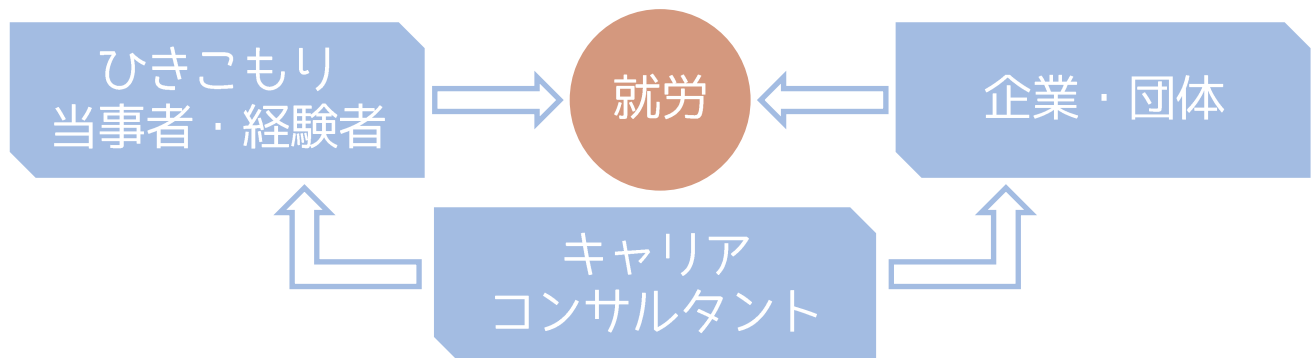 ひきこもり
当事者・経験者
就労
企業・団体
キャリア
コンサルタント